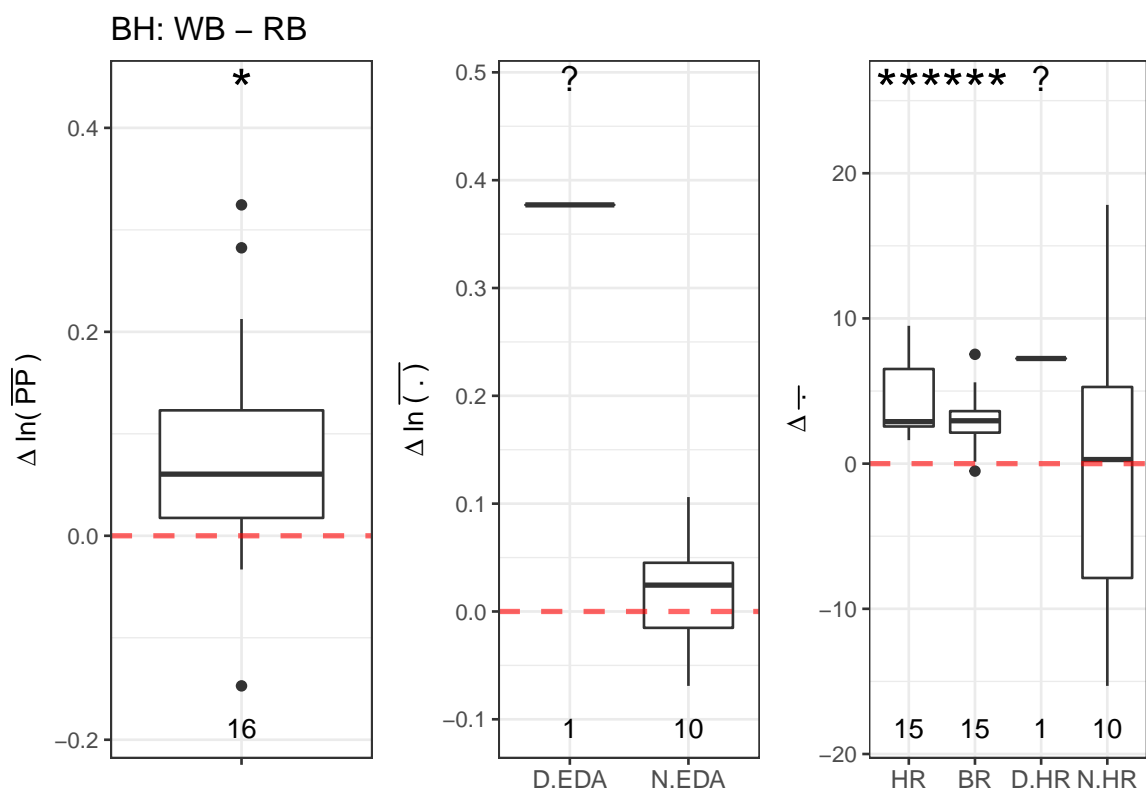 BH: WB − RB
*
0.4
0.2
0.0
−0.2
Δ ln( PP )
16
?
0.5
0.4
0.3
0.2
0.1
0.0
−0.1
Δ ln ( . )
1 10
D.EDA N.EDA
*** *** ?
20
10
0
−10
−20
Δ .
15 15 1 10
HR BR D.HR N.HR